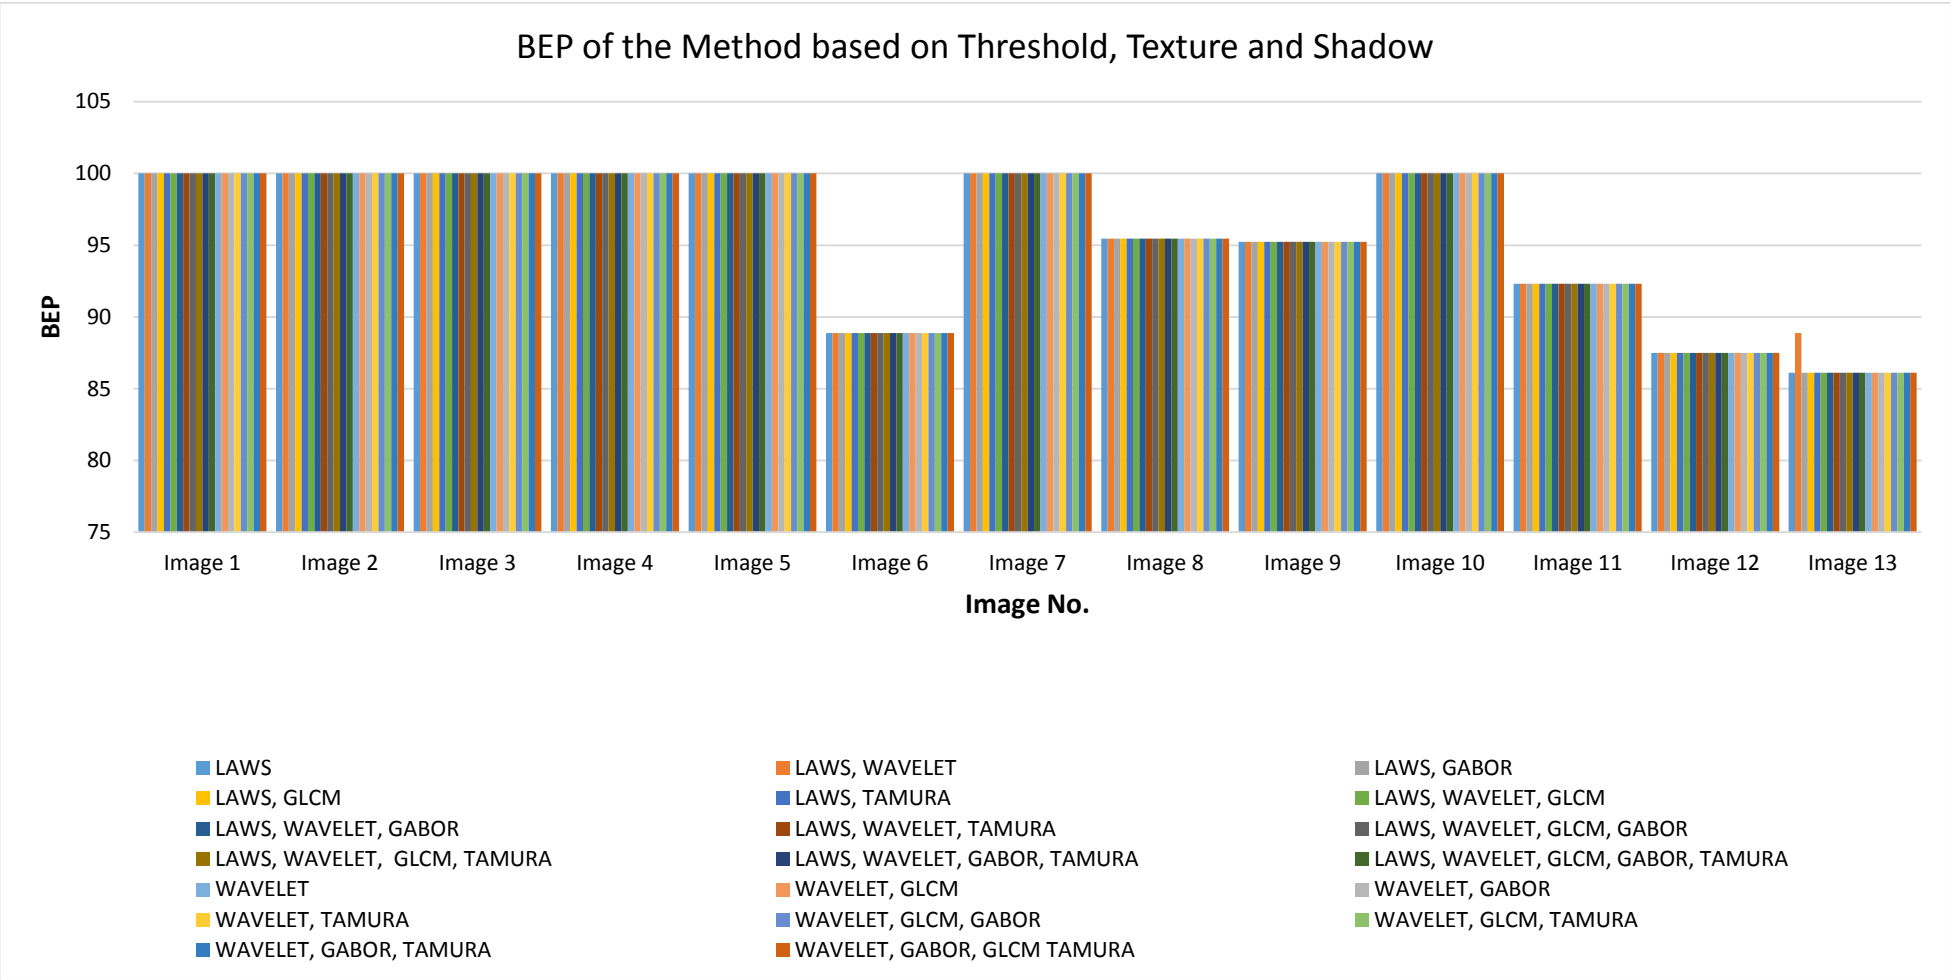 BEP of the Method based on Threshold, Texture and Shadow
105
100
95
90
85
80
75
BEP
Image 1 Image 2 Image 3 Image 4 Image 5 Image 6 Image 7 Image 8 Image 9 Image 10 Image 11 Image 12 Image 13
Image No.
LAWS LAWS, WAVELET LAWS, GABOR
LAWS, GLCM LAWS, TAMURA LAWS, WAVELET, GLCM
LAWS, WAVELET, GABOR LAWS, WAVELET, TAMURA LAWS, WAVELET, GLCM, GABOR
LAWS, WAVELET,  GLCM, TAMURA LAWS, WAVELET, GABOR, TAMURA LAWS, WAVELET, GLCM, GABOR, TAMURA
WAVELET WAVELET, GLCM WAVELET, GABOR
WAVELET, TAMURA WAVELET, GLCM, GABOR WAVELET, GLCM, TAMURA
WAVELET, GABOR, TAMURA WAVELET, GABOR, GLCM TAMURA